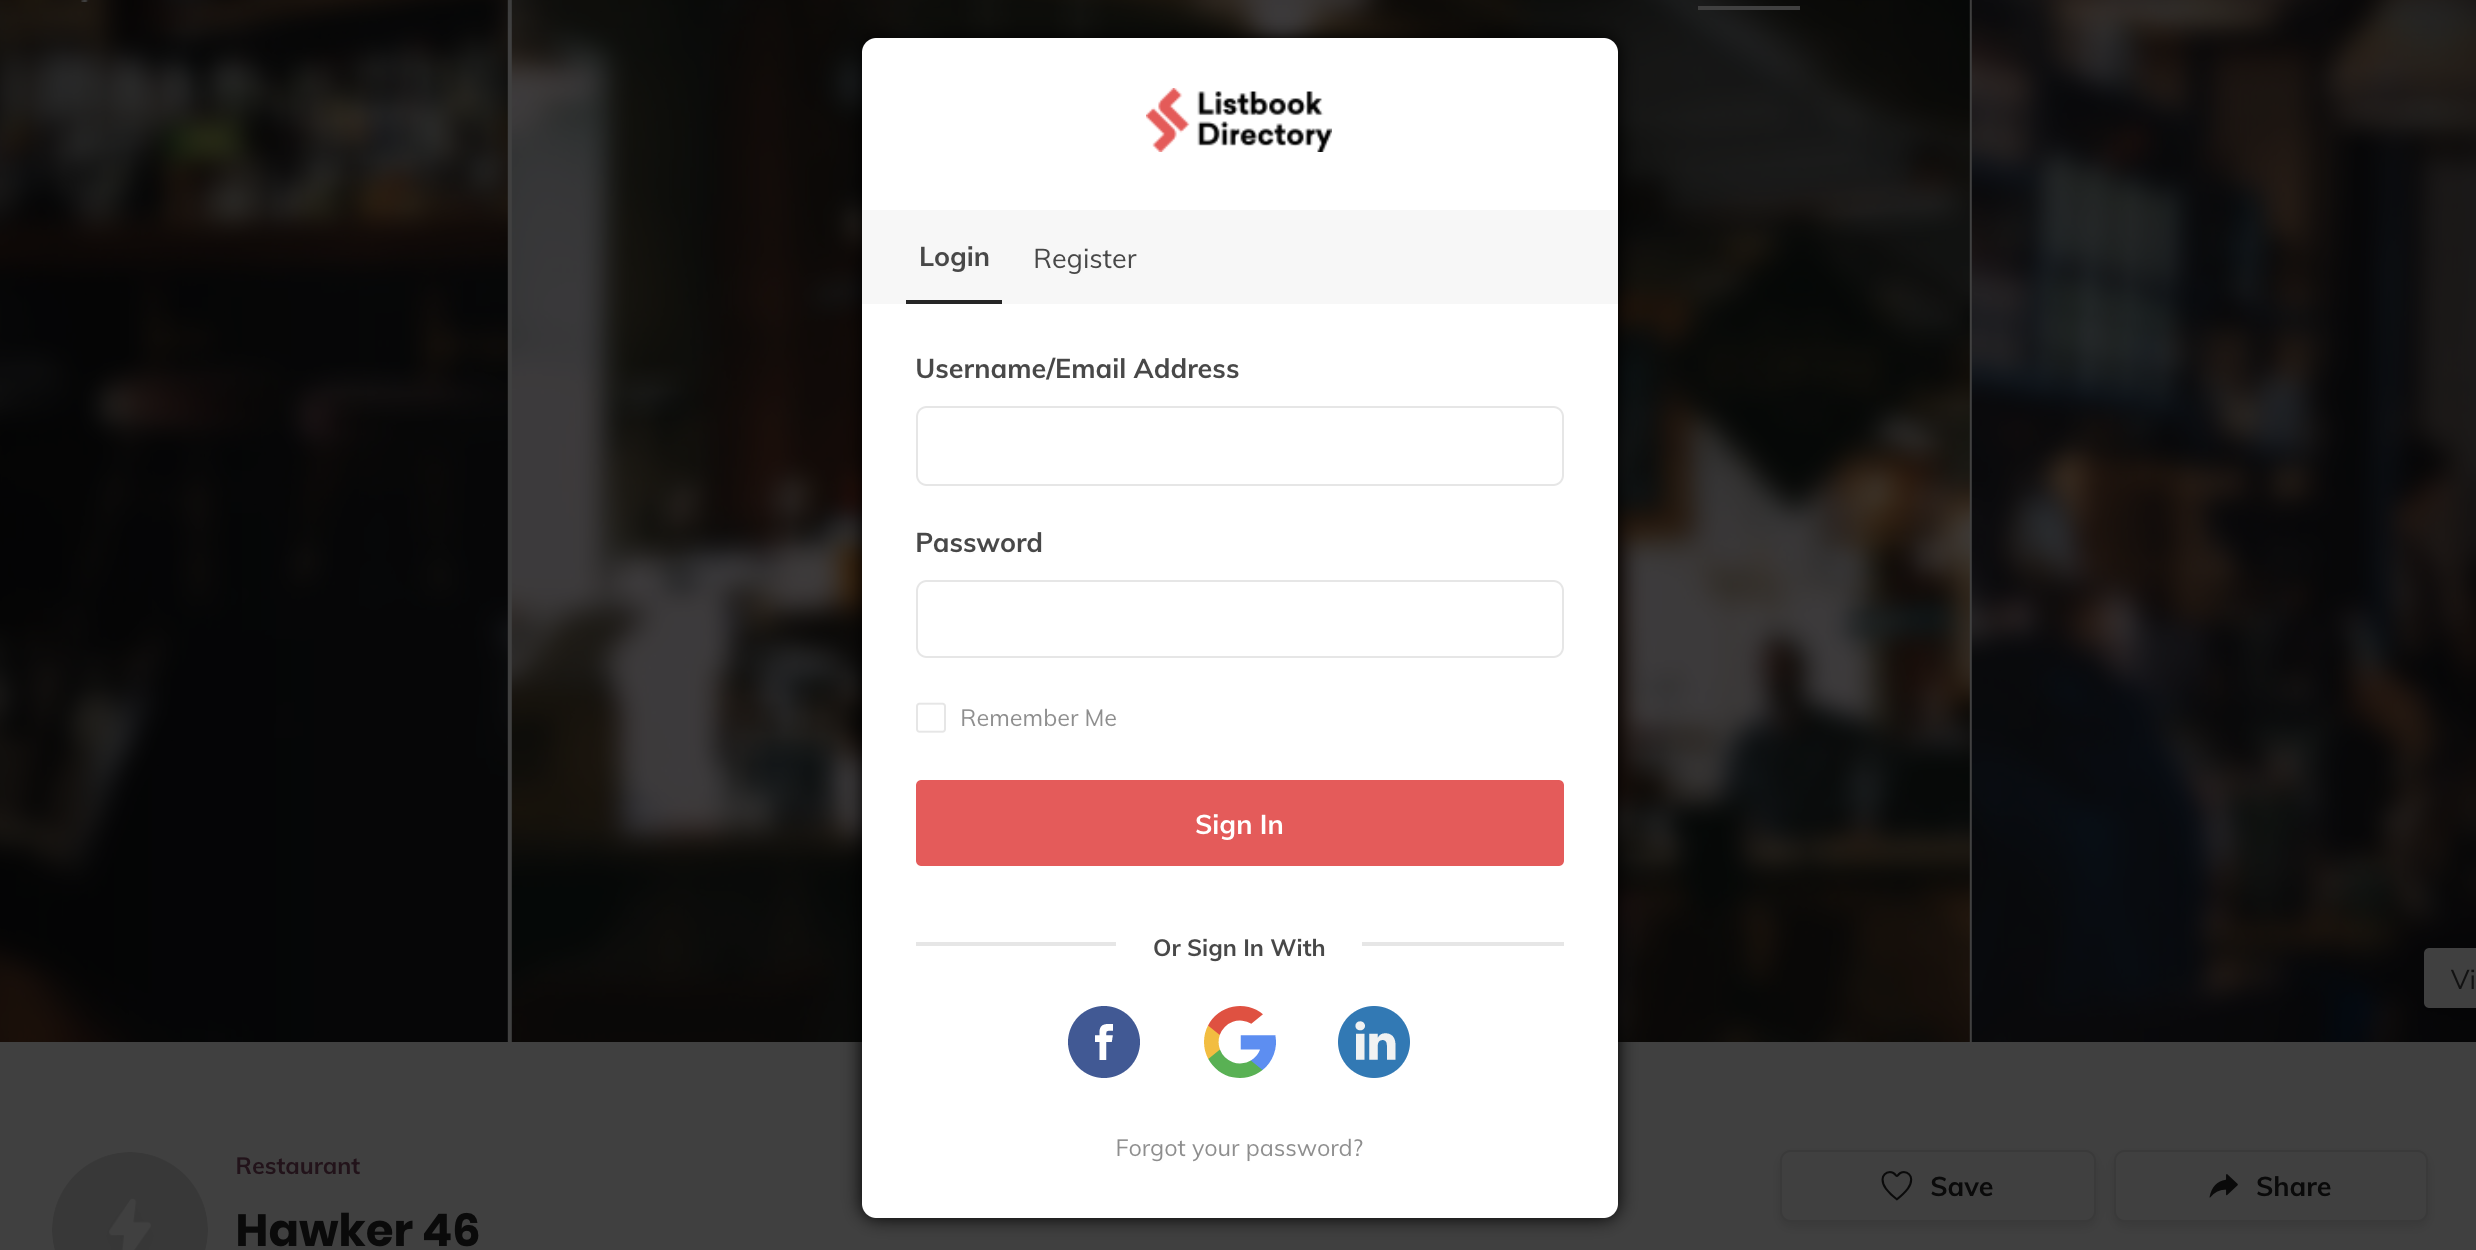 Listbook
Directory
Login
Register
Username/Email Address
Password
Remember Me
Sign In
Or Sign In With
Forgot your password?
Restaurant
Hawker 46
Save
Share
Vi